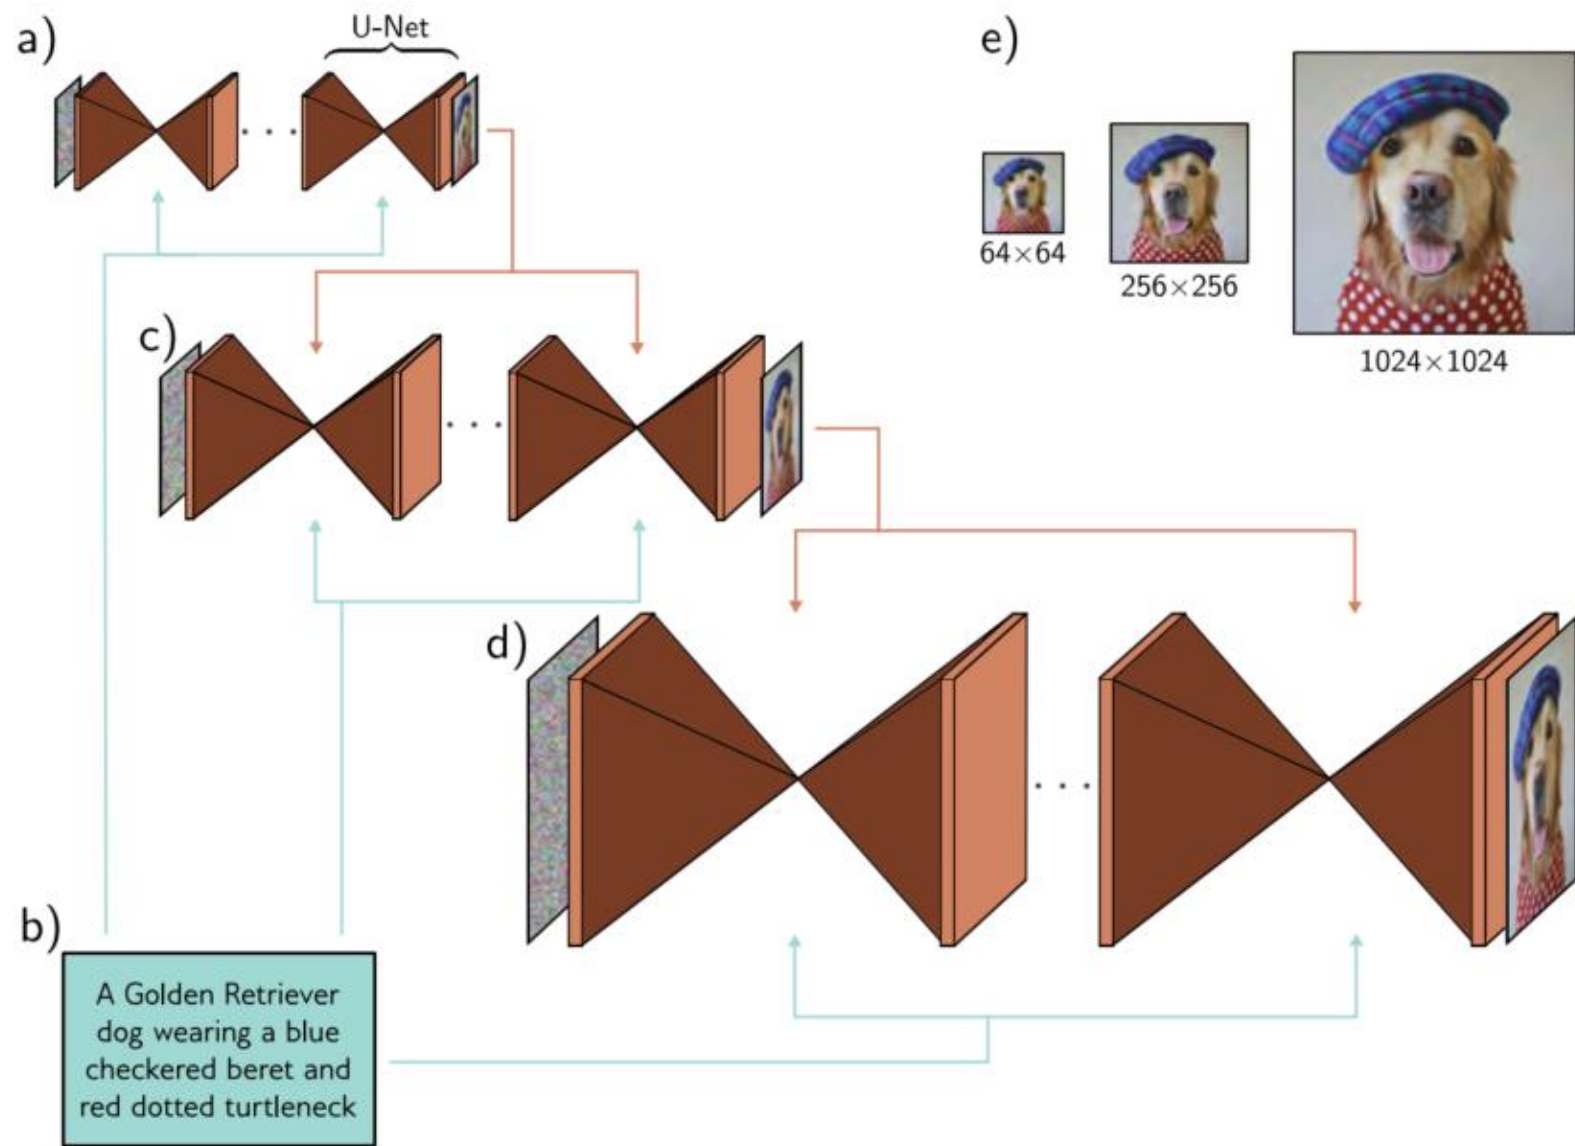 a)
U-Net
e)
64×64
256×256
1024×1024
c)
d)
b)
A Golden Retriever
dog wearing a blue
checkered beret and
red dotted turtleneck